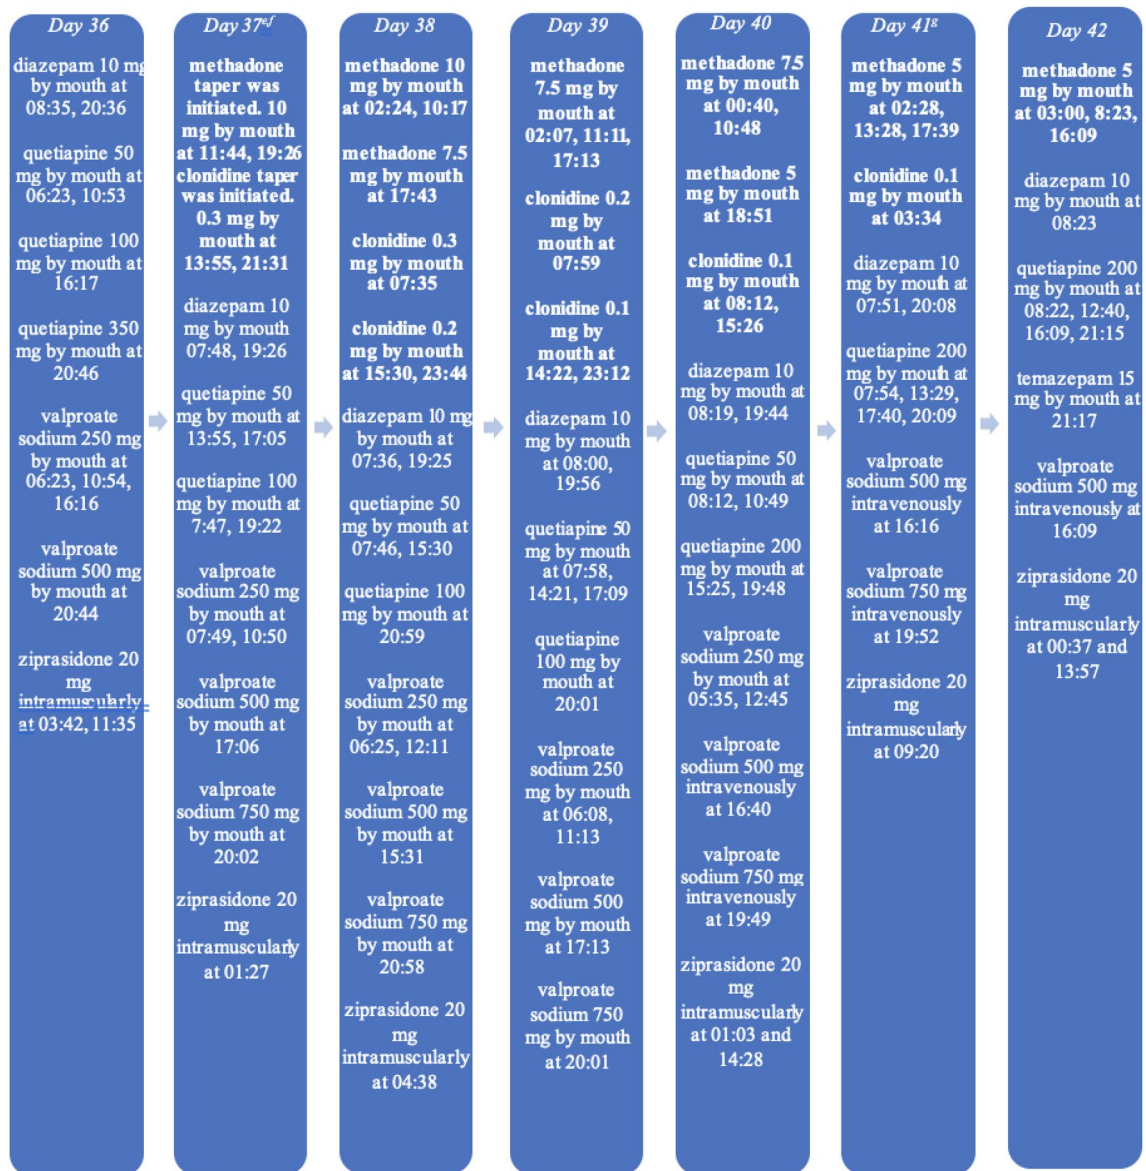 Day 36
diazepam 10 mg
by mouth at
08:35, 20:36
quetiapine 50
mg by mouth at
06:23, 10:53
quetiapine 100
mg by mouth at
16:17
quetiapine 350
mg by mouth at
20:46
valproate
sodium 250 mg
by mouth at
06:23, 10:54,
16:16
valproate
sodium 500 mg
by mouth at
20:44
ziprasidone 20
mg
intramuscularly
at 03:42, 11:35
Day 37e,f
methadone
taper was
initiated. 10
mg by mouth
at 11:44, 19:26
clonidine taper
was initiated.
0.3 mg by
mouth at
13:55, 21:31
diazepam 10
mg by mouth
07:48, 19:26
quetiapine 50
mg by mouth at
13:55, 17:05
quetiapine 100
mg by mouth at
7:47, 19:22
valproate
sodium 250 mg
by mouth at
07:49, 10:50
valproate
sodium 500 mg
by mouth at
17:06
valproate
sodium 750 mg
by mouth at
20:02
ziprasidone 20
mg
intramuscularly
at 01:27
Day 38
methadone 10
mg by mouth
at 02:24, 10:17
methadone 7.5
mg by mouth
at 17:43
clonidine 0.3
mg by mouth
at 07:35
clonidine 0.2
mg by mouth
at 15:30, 23:44
diazepam 10 mg
by mouth at
07:36, 19:25
quetiapine 50
mg by mouth at
07:46, 15:30
quetiapine 100
mg by mouth at
20:59
valproate
sodium 250 mg
by mouth at
06:25, 12:11
valproate
sodium 500 mg
by mouth at
15:31
valproate
sodium 750 mg
by mouth at
20:58
ziprasidone 20
mg
intramuscularly
at 04:38
Day 39
methadone
7.5 mg by
mouth at
02:07, 11:11,
17:13
clonidine 0.2
mg by
mouth at
07:59
clonidine 0.1
mg by
mouth at
14:22, 23:12
diazepam 10
mg by mouth
at 08:00,
19:56
quetiapine 50
mg by mouth
at 07:58,
14:21, 17:09
quetiapine
100 mg by
mouth at
20:01
valproate
sodium 250
mg by mouth
at 06:08,
11:13
valproate
sodium 500
mg by mouth
at 17:13
valproate
sodium 750
mg by mouth
at 20:01
Day 40
methadone 7.5
mg by mouth
at 00:40,
10:48
methadone 5
mg by mouth
at 18:51
clonidine 0.1
mg by mouth
at 08:12,
15:26
diazepam 10
mg by mouth at
08:19, 19:44
quetiapine 50
mg by mouth at
08:12, 10:49
quetiapine 200
mg by mouth at
15:25, 19:48
valproate
sodium 250 mg
by mouth at
05:35, 12:45
valproate
sodium 500 mg
intravenously
at 16:40
valproate
sodium 750 mg
intravenously
at 19:49
ziprasidone 20
mg
intramuscularly
at 01:03 and
14:28
Day 41g
methadone 5
mg by mouth
at 02:28,
13:28, 17:39
clonidine 0.1
mg by mouth
at 03:34
diazepam 10
mg by mouth at
07:51, 20:08
quetiapine 200
mg by mouth at
07:54, 13:29,
17:40, 20:09
valproate
sodium 500 mg
intravenously
at 16:16
valproate
sodium 750 mg
intravenously
at 19:52
ziprasidone 20
mg
intramuscularly
at 09:20
Day 42
methadone 5
mg by mouth
at 03:00, 8:23,
16:09
diazepam 10
mg by mouth at
08:23
quetiapine 200
mg by mouth at
08:22, 12:40,
16:09, 21:15
temazepam 15
mg by mouth at
21:17
valproate
sodium 500 mg
intravenously at
16:09
ziprasidone 20
mg
intramuscularly
at 00:37 and
13:57